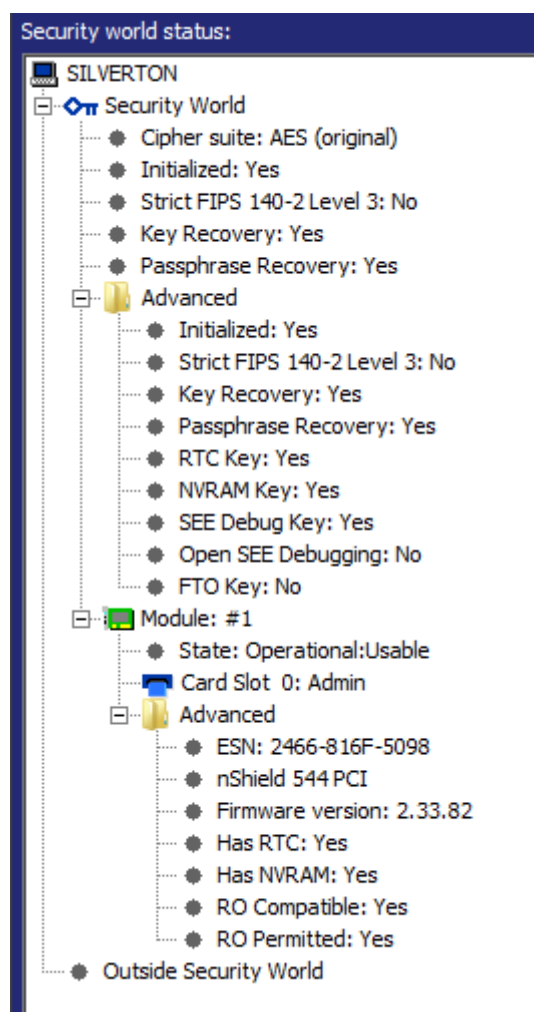 Security world status:
SILVERTON
Security World
Cipher suite: AES (original)
Initialized: Yes
Strict FIPS 140-2 Level 3: No
Key Recovery: Yes
Passphrase Recovery: Yes
Advanced
Initialized: Yes
Strict FIPS 140-2 Level 3: No
Key Recovery: Yes
Passphrase Recovery: Yes
RTC Key: Yes
NVRAM Key: Yes
SEE Debug Key: Yes
Open SEE Debugging: No
FTO Key: No
Module: #1
State: Operational:Usable
Card Slot 0: Admin
Advanced
ESN: 2466-816F-5098
nShield 544 PCI
Firmware version: 2.33.82
Has RTC: Yes
Has NVRAM: Yes
RO Compatible: Yes
RO Permitted: Yes
Outside Security World